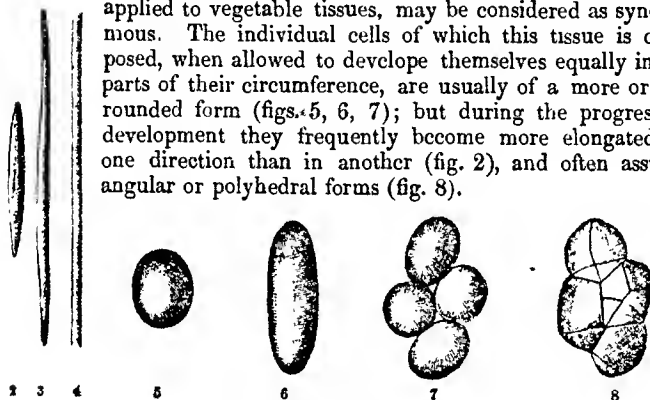 applied to vegetable tissues, may be considered as syn-
mous. The individual cells of which this tissue is c
posed, when allowed to develope themselves equally in
parts of their circumference, are usually of a more or
rounded form (figs. 5, 6, 7); but during the progres
development they frequently become more elongated
one direction than in another (fig. 2), and often ass
angular or polyhedral forms (fig. 8).
2 3 4 5 6 7 8